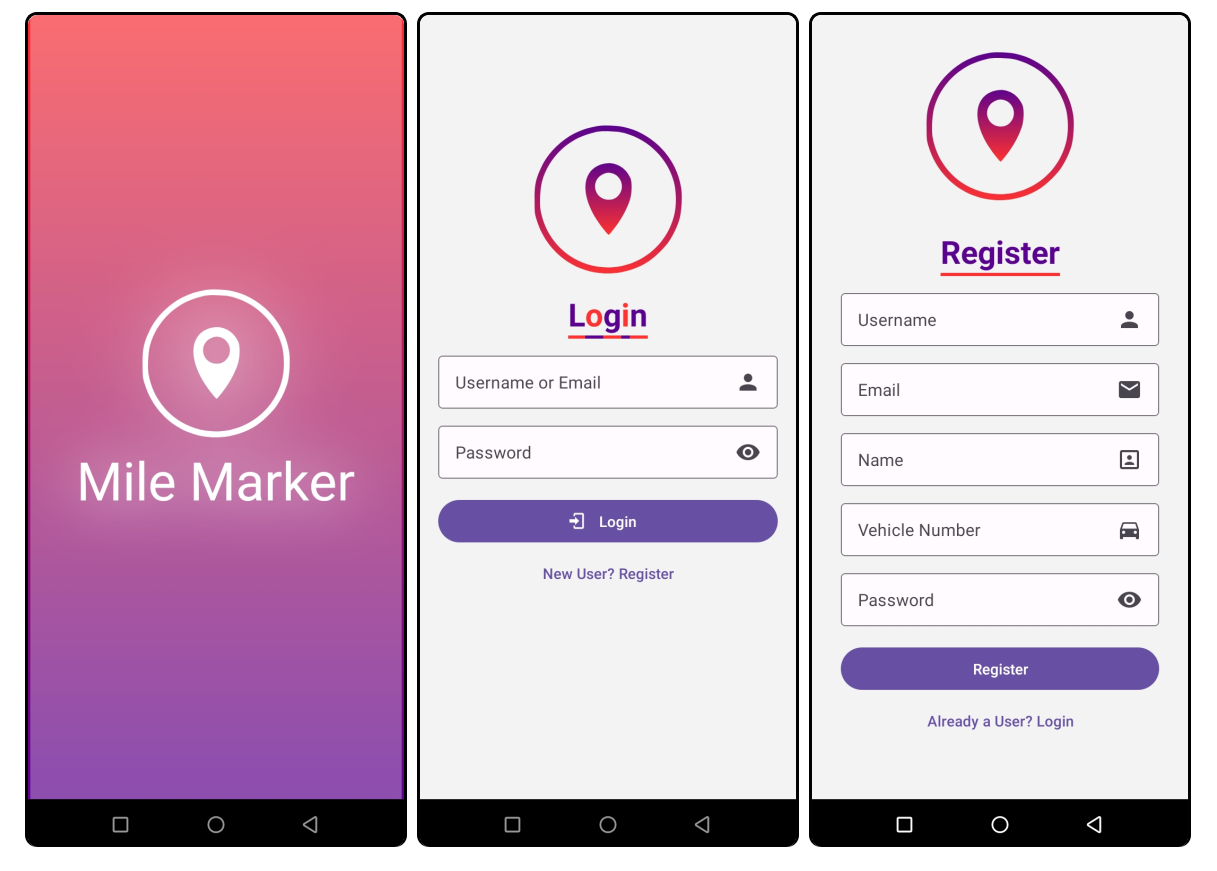 Mile Marker
Login
Username or Email
Password
Login
New User? Register
Register
Username
Email
Name
Vehicle Number
Password
Register
Already a User? Login